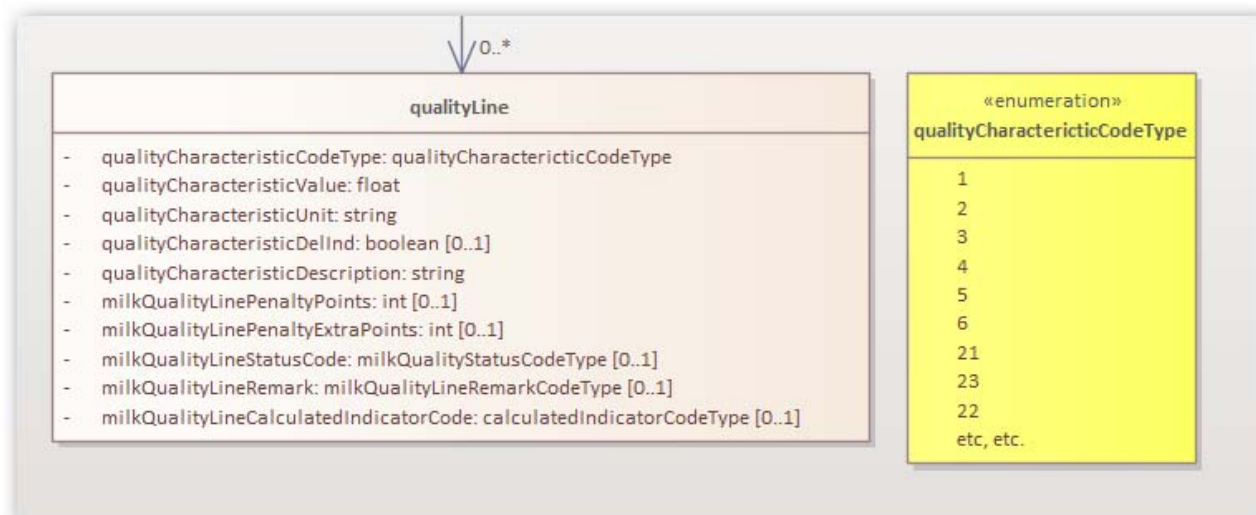 0..*
qualityLine
- qualityCharacteristicCodeType: qualityCharactericticCodeType
- qualityCharacteristicValue: float
- qualityCharacteristicUnit: string
- qualityCharacteristicDelInd: boolean [0..1]
- qualityCharacteristicDescription: string
- milkQualityLinePenaltyPoints: int [0..1]
- milkQualityLinePenaltyExtraPoints: int [0..1]
- milkQualityLineStatusCode: milkQualityStatusCodeType [0..1]
- milkQualityLineRemark: milkQualityLineRemarkCodeType [0..1]
- milkQualityLineCalculatedIndicatorCode: calculatedIndicatorCodeType [0..1]
«enumeration»
qualityCharactericticCodeType
1
2
3
4
5
6
21
23
22
etc, etc.